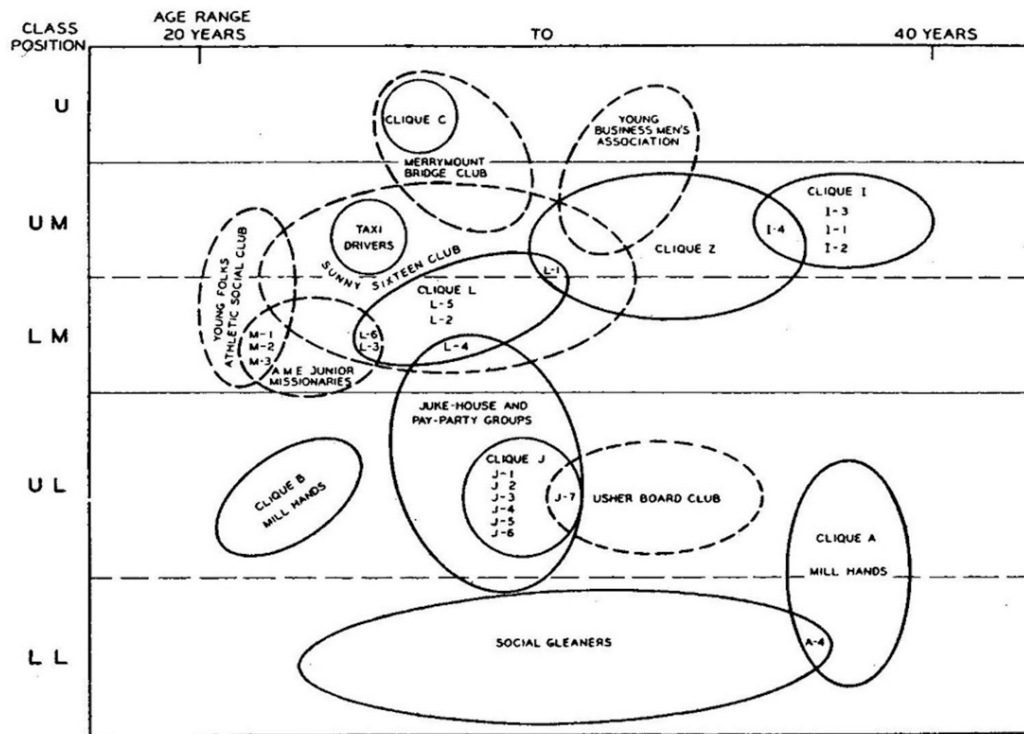 CLASS
POSITION
AGE RANGE
20 YEARS
TO
40 YEARS
U
CLIQUE C
YOUNG
BUSINESS MEN'S
ASSOCIATION
MERRYMOUNT
BRIDGE CLUB
UM
TAXI
DRIVERS
SUNNY SIXTEEN CLUB
CLIQUE Z
CLIQUE I
I-3
I-4
I-1
I-2
YOUNG FOLKS
ATHLETIC SOCIAL CLUB
LM
L-1
CLIQUE L
L-5
L-2
L-6
L-3
L-4
M-1
M-2
M-3
A M E JUNIOR
MISSIONARIES
JUKE-HOUSE AND
PAY-PARTY GROUPS
UL
CLIQUE B
MILL HANDS
CLIQUE J
J-1
J-2
J-3
J-4
J-5
J-6
J-7
USHER BOARD CLUB
CLIQUE A
MILL HANDS
LL
SOCIAL GLEANERS
A-4